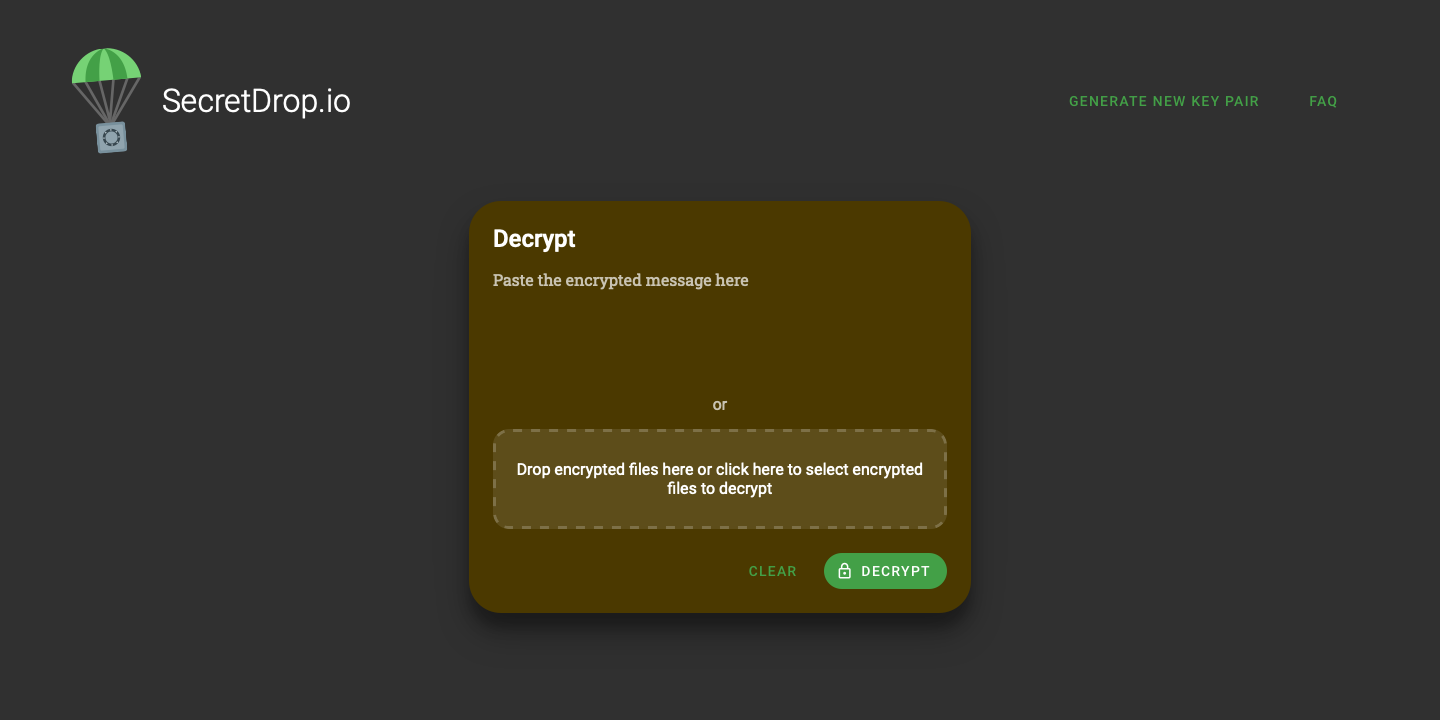 SecretDrop.io
GENERATE NEW KEY PAIR
FAQ
Decrypt
Paste the encrypted message here
or
Drop encrypted files here or click here to select encrypted
files to decrypt
CLEAR
DECRYPT